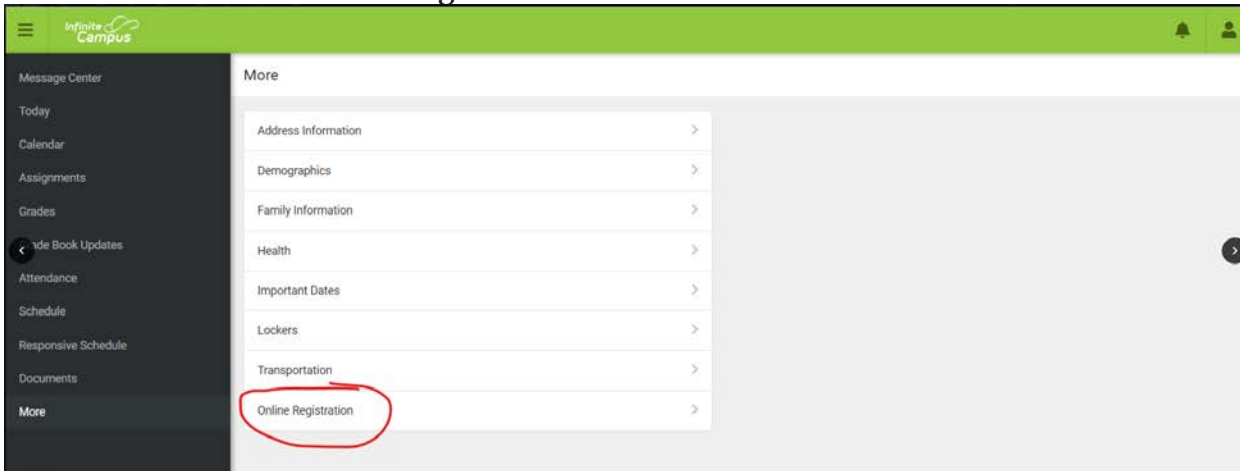 Infinite
Campus
Message Center
Today
Calendar
Assignments
Grades
Book Updates
Attendance
Schedule
Responsive Schedule
Documents
More
More
Address Information
Demographics
Family Information
Health
Important Dates
Lockers
Transportation
Online Registration